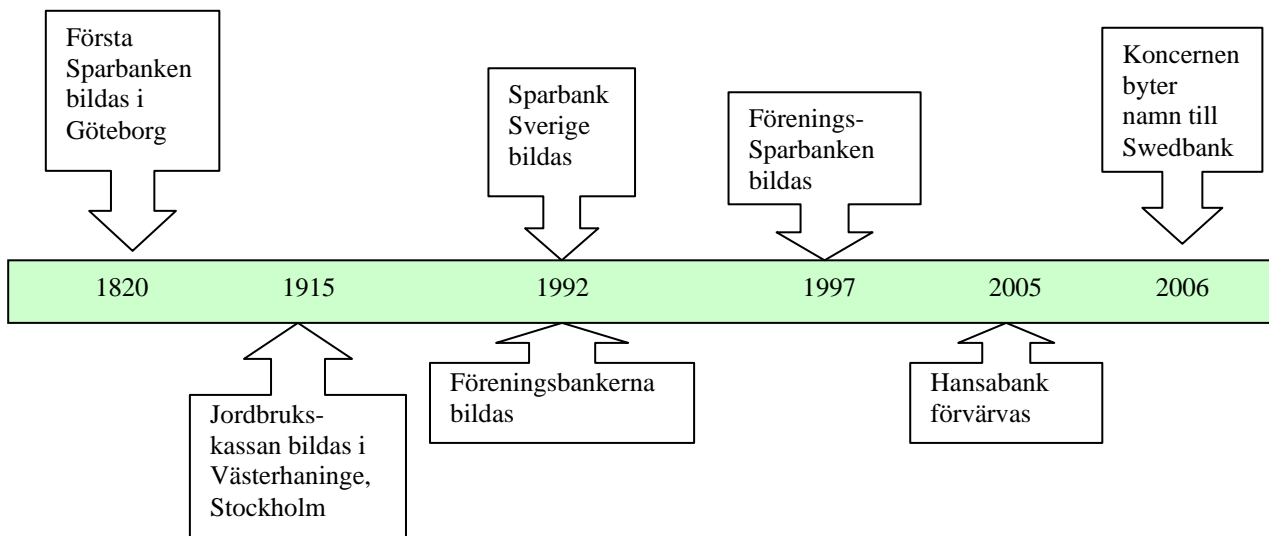 Första
Sparbanken
bildas i
Göteborg
Sparbank
Sverige
bildas
Förenings-
Sparbanken
bildas
Koncernen
byter
namn till
Swedbank
1820 1915 1992 1997 2005 2006
Jordbruks-
kassan bildas i
Västerhaninge,
Stockholm
Föreningsbankerna
bildas
Hansabank
förvärvas